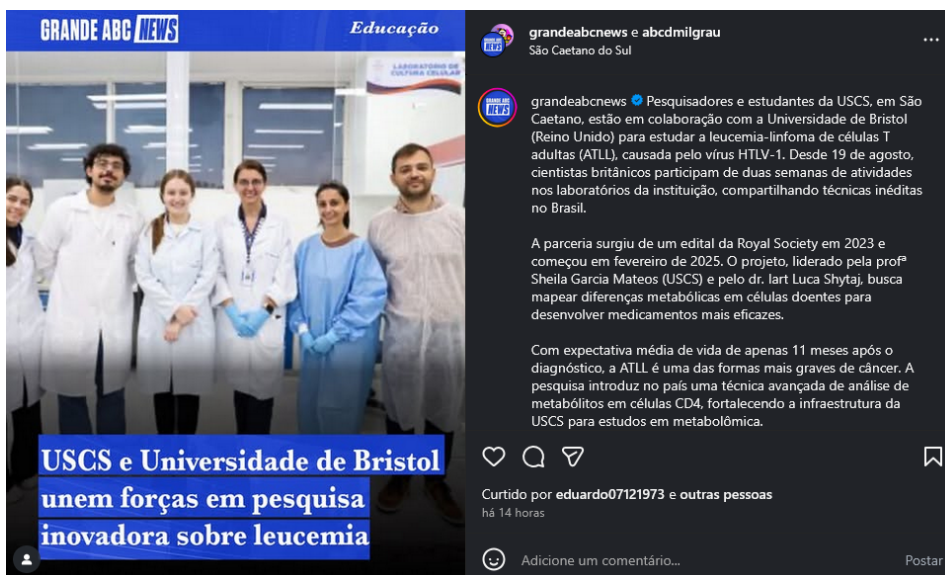 GRANDE ABC NEWS
Educação
LABORATÓRIO DE
CULTURA CELULAR
USCS e Universidade de Bristol
unem forças em pesquisa
inovadora sobre leucemia
grandeabcnews e abcdmilgrau
São Caetano do Sul
GRANDE ABC
NEWS
grandeabcnews Pesquisadores e estudantes da USCS, em São
Caetano, estão em colaboração com a Universidade de Bristol
(Reino Unido) para estudar a leucemia-linfoma de células T
adultas (ATLL), causada pelo vírus HTLV-1. Desde 19 de agosto,
cientistas britânicos participam de duas semanas de atividades
nos laboratórios da instituição, compartilhando técnicas inéditas
no Brasil.
A parceria surgiu de um edital da Royal Society em 2023 e
começou em fevereiro de 2025. O projeto, liderado pela profª
Sheila Garcia Mateos (USCS) e pelo dr. Iart Luca Shytaj, busca
mapear diferenças metabólicas em células doentes para
desenvolver medicamentos mais eficazes.
Com expectativa média de vida de apenas 11 meses após o
diagnóstico, a ATLL é uma das formas mais graves de câncer. A
pesquisa introduz no país uma técnica avançada de análise de
metabólitos em células CD4, fortalecendo a infraestrutura da
USCS para estudos em metabolômica.
Curtido por eduardo07121973 e outras pessoas
há 14 horas
Adicione um comentário...
Postar